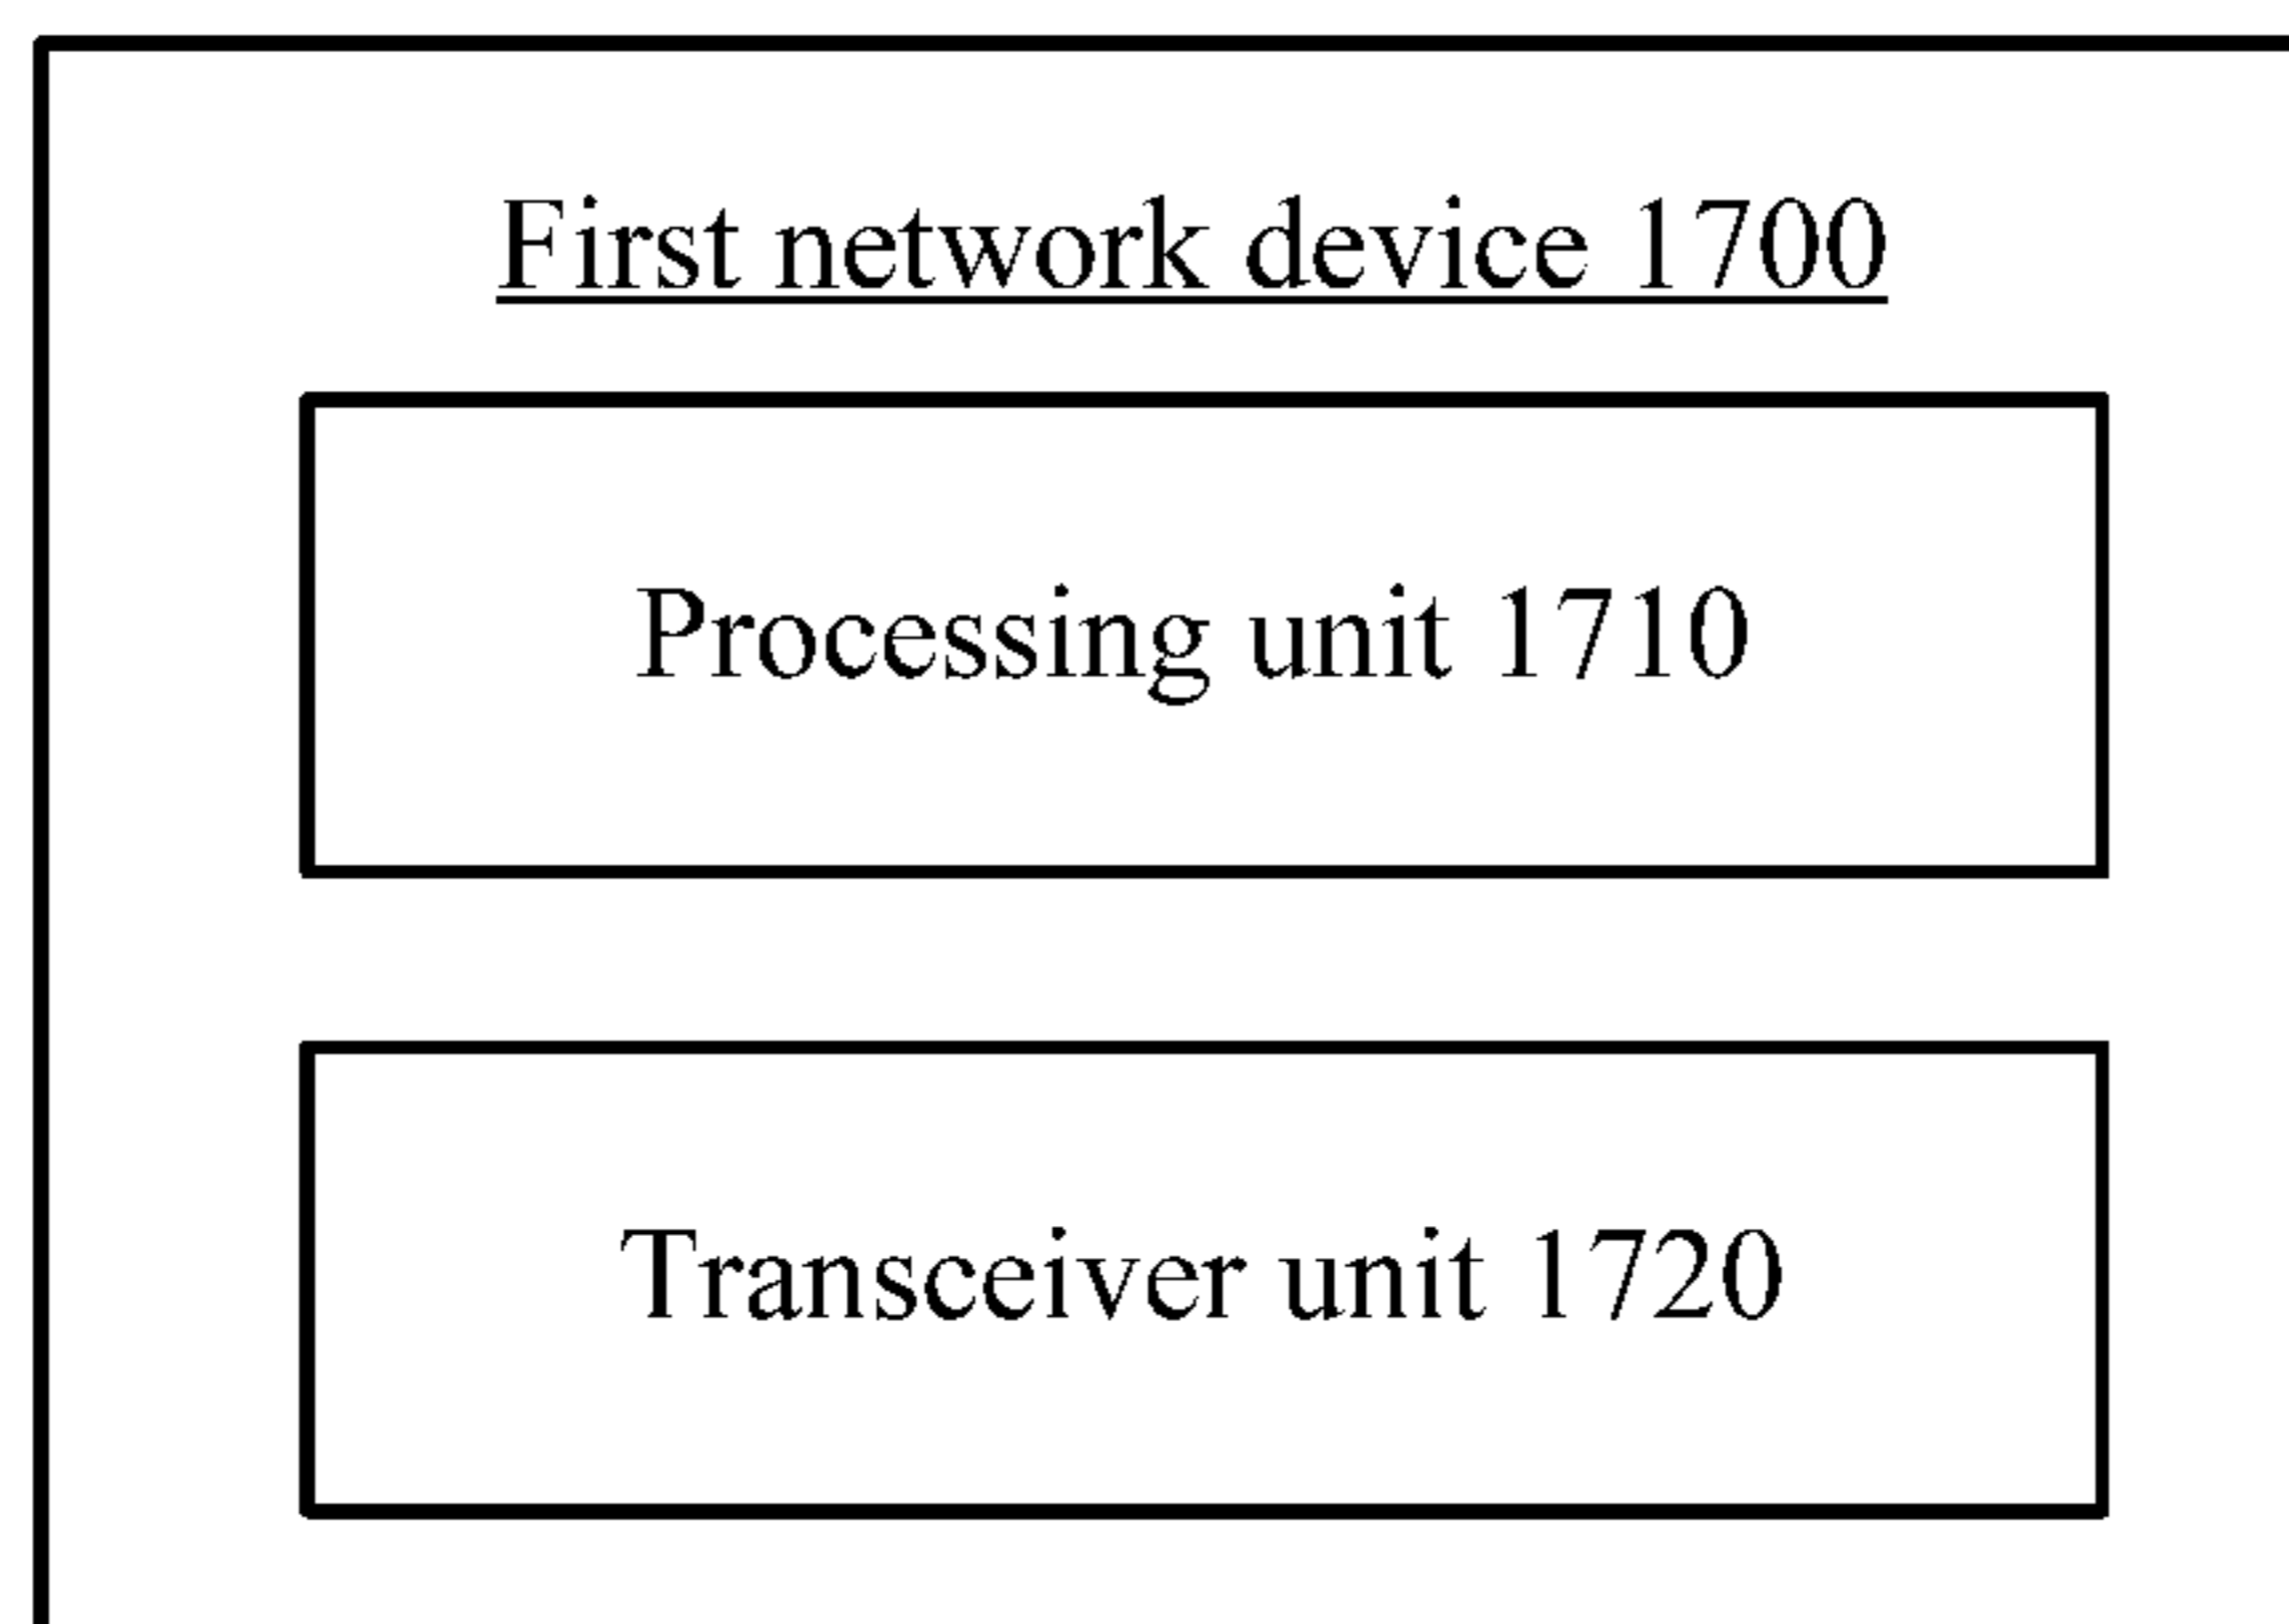 First network device 1700
Processing unit 1710
Transceiver unit 1720